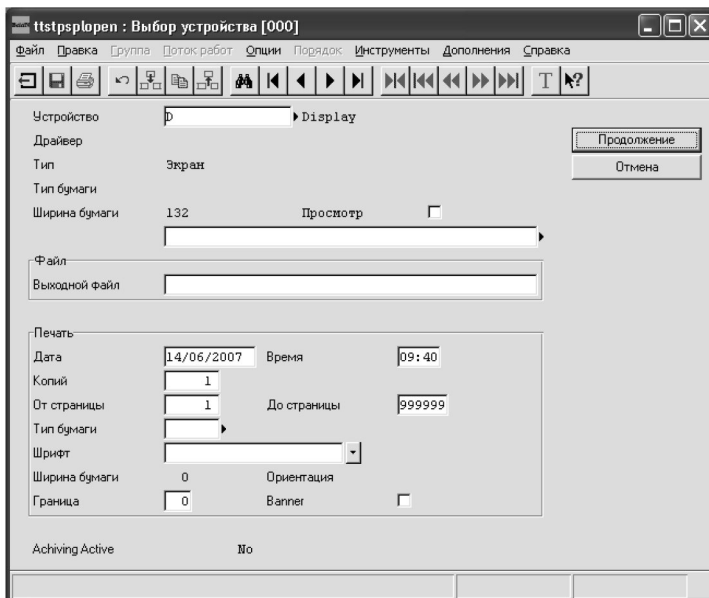 ttstpsplopen : Выбор устройства [000]
Файл Правка Группа Поток работ Опции Порядок Инструменты Дополнения Справка
T ?
Устройство D Display
Продолжение
Драйвер
Тип Экран
Отмена
Тип бумаги
Ширина бумаги 132 Просмотр
Файл
Выходной файл
Печать
Дата 14/06/2007 Время 09:40
Копий 1
От страницы 1 До страницы 999999
Тип бумаги
Шрифт
Ширина бумаги 0 Ориентация
Граница 0 Banner
Achiving Active No